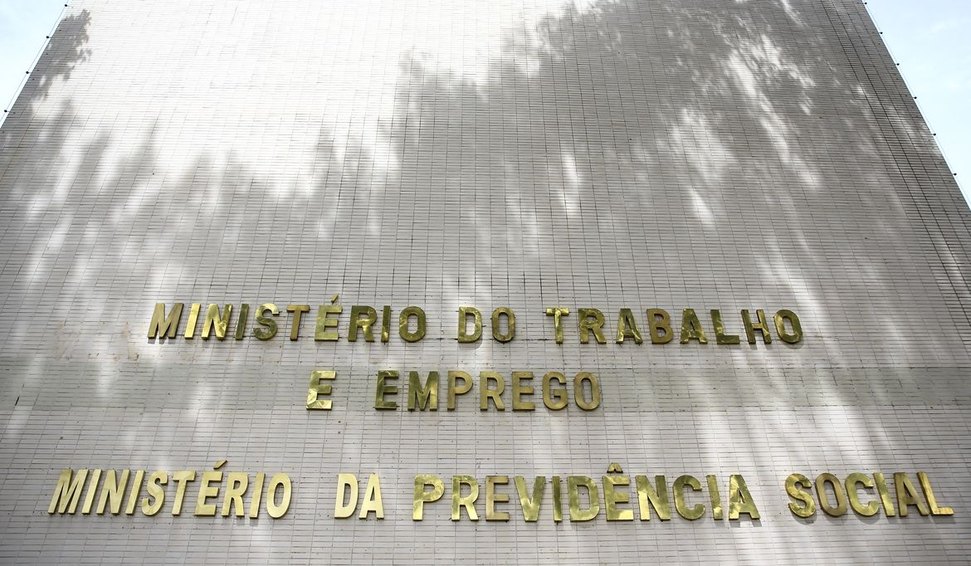 MINISTÉRIO DO TRABALHO
E EMPREGO
MINISTÉRIO DA PREVIDÊNCIA SOCIAL